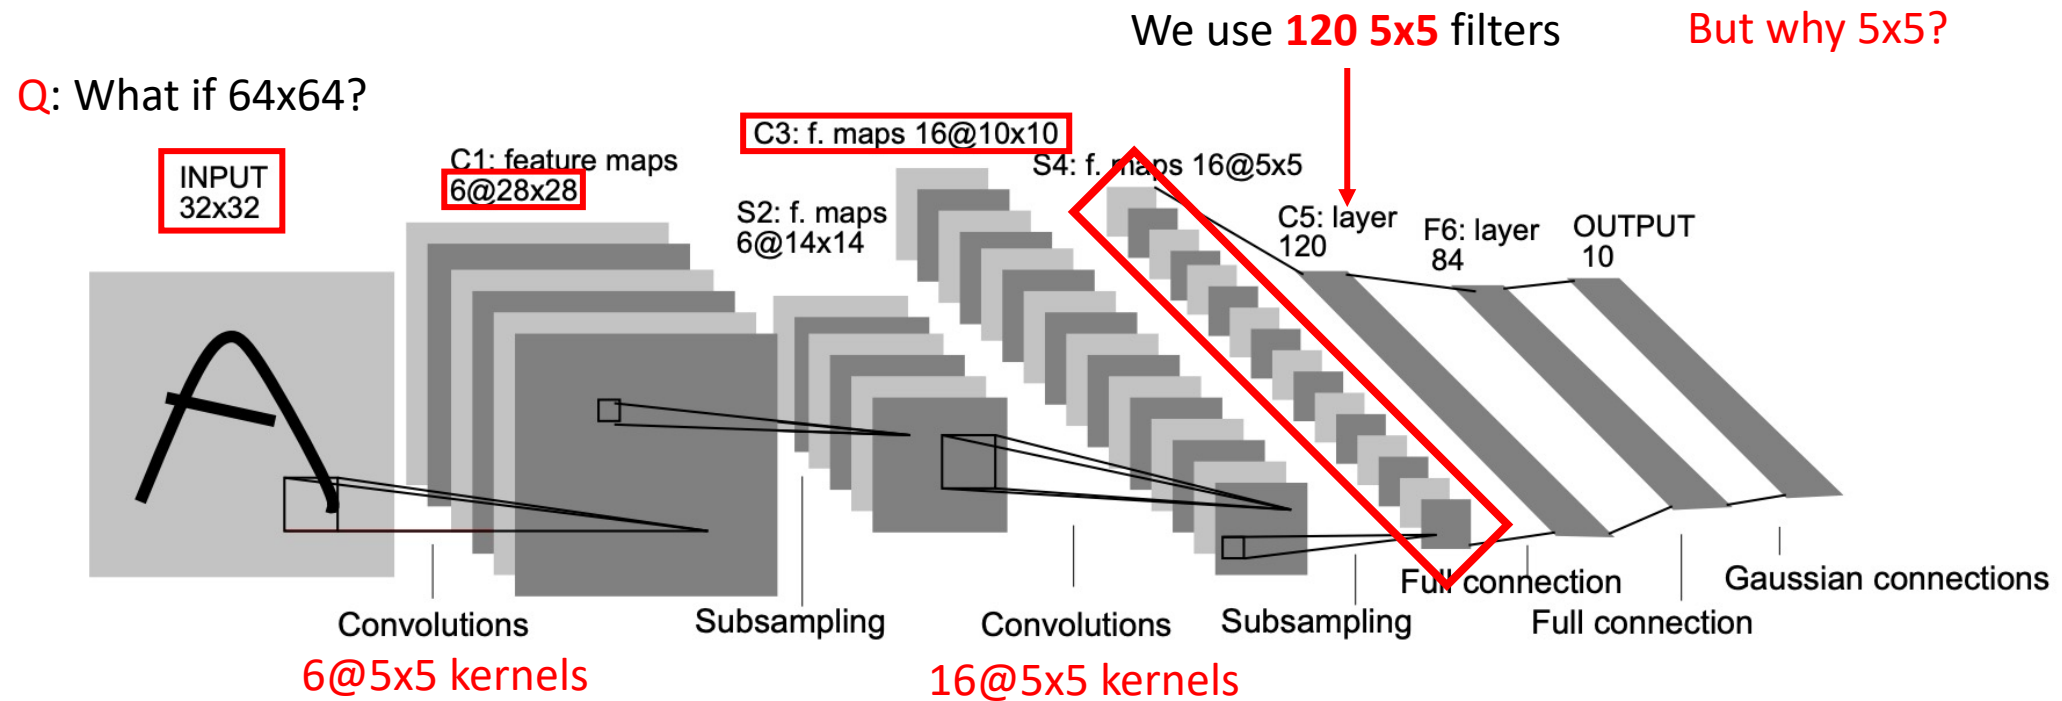 We use 120 5x5 filters
But why 5x5?
Q: What if 64x64?
INPUT
32x32
C1: feature maps
6@28x28
S2: f. maps
6@14x14
C3: f. maps 16@10x10
S4: f. maps 16@5x5
C5: layer
120
F6: layer
84
OUTPUT
10
Convolutions
Subsampling
Convolutions
Subsampling
Full connection
Full connection
Gaussian connections
6@5x5 kernels
16@5x5 kernels